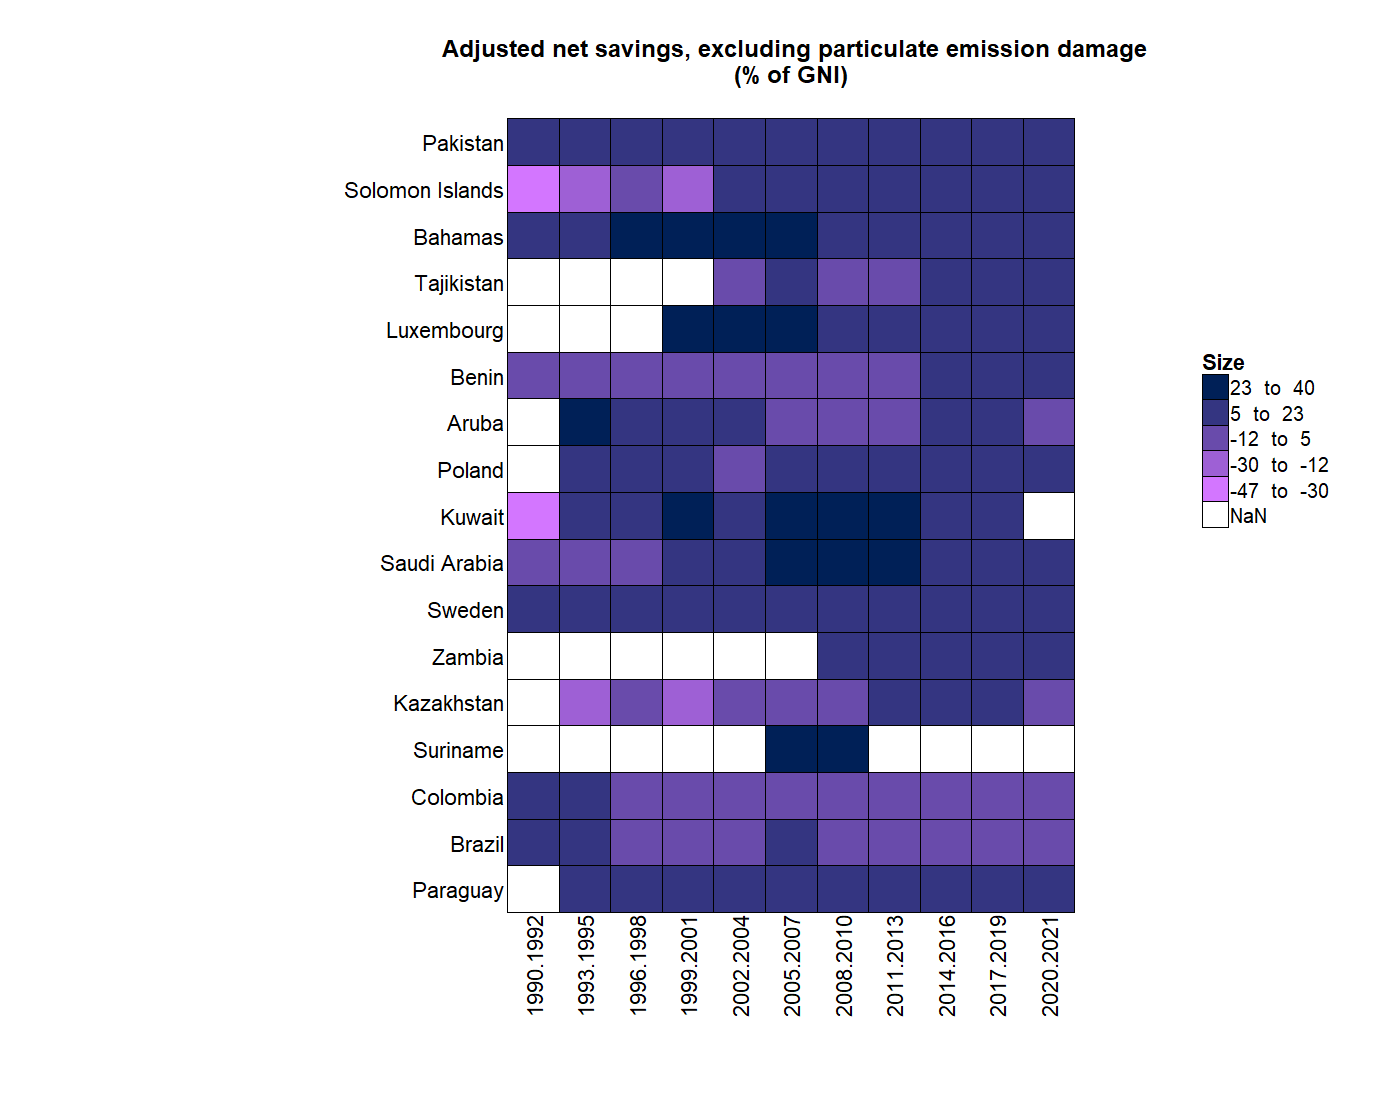 Adjusted net savings, excluding particulate emission damage
(% of GNI)
Pakistan
Solomon Islands
Bahamas
Tajikistan
Luxembourg
Benin
Aruba
Poland
Kuwait
Saudi Arabia
Sweden
Zambia
Kazakhstan
Suriname
Colombia
Brazil
Paraguay
1990.1992
1993.1995
1996.1998
1999.2001
2002.2004
2005.2007
2008.2010
2011.2013
2014.2016
2017.2019
2020.2021
Size
23 to 40
5 to 23
-12 to 5
-30 to -12
-47 to -30
NaN